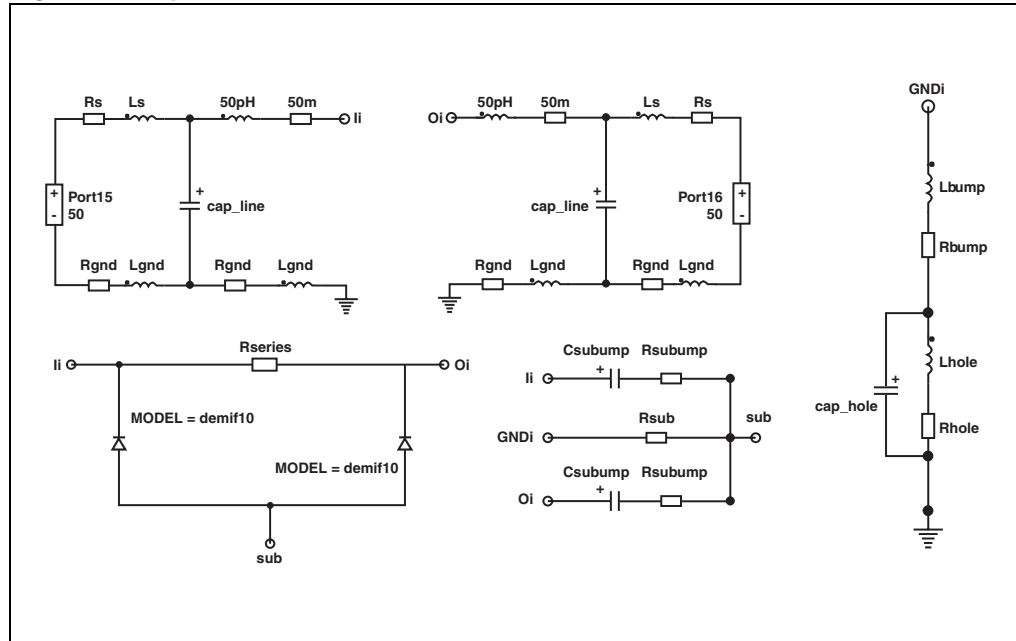 Rs Ls 50pH 50m Ii
Port15
50
+
-
+
cap_line
Rgnd Lgnd Rgnd Lgnd
Oi 50pH 50m Ls Rs
+
cap_line
Port16
50
+
-
Rgnd Lgnd Rgnd Lgnd
GNDi
Lbump
Rbump
Lhole
+
cap_hole
Rhole
Ii Rseries Oi
MODEL = demif10
MODEL = demif10
sub
Csubump Rsubump
Ii +
Rsub sub
GNDi
Csubump Rsubump
Oi +